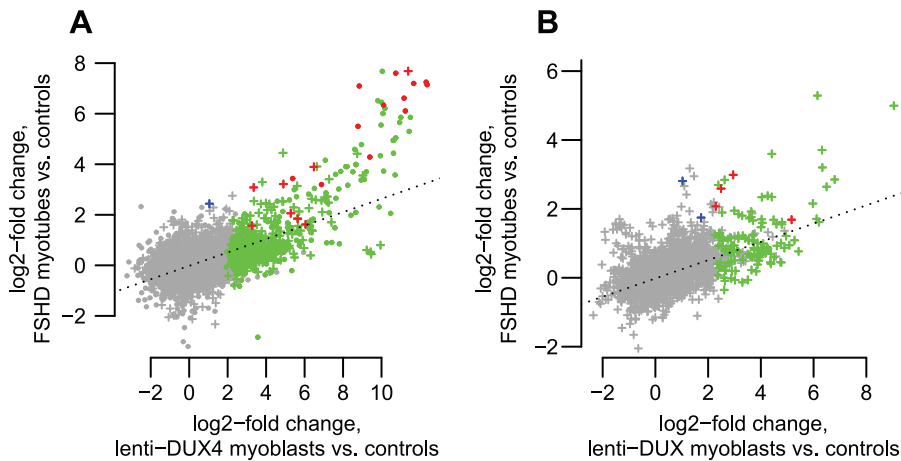 A
8
6
4
2
0
−2
log2−fold change,
FSHD myotubes vs. controls
−2 0 2 4 6 8 10
log2−fold change,
lenti−DUX4 myoblasts vs. controls
B
6
4
2
0
−2
log2−fold change,
FSHD myotubes vs. controls
−2 0 2 4 6 8
log2−fold change,
lenti−DUX myoblasts vs. controls